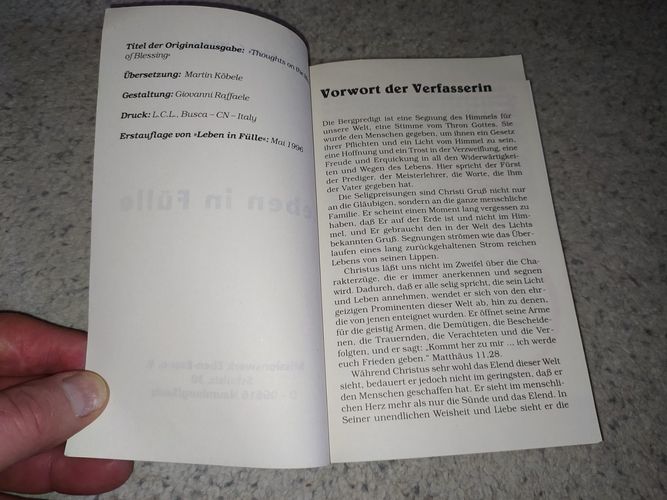 Titel der Originalausgabe: ›Thoughts on the
of Blessing‹
Übersetzung: Martin Köbele
Gestaltung: Giovanni Raffaele
Druck: L.C.L., Busca – CN – Italy
Erstauflage von »Leben in Fülle«: Mai 1996
Vorwort der Verfasserin
Die Bergpredigt ist eine Segnung des Himmels für
unsere Welt, eine Stimme vom Thron Gottes. Sie
wurde den Menschen gegeben, um ihnen ein Gesetz
ihrer Pflichten und ein Licht vom Himmel zu sein,
eine Hoffnung und ein Trost in der Verzweiflung, eine
Freude und Erquickung in all den Widerwärtigkei-
ten und Wegen des Lebens. Hier spricht der Fürst
der Prediger, der Meisterlehrer, die Worte, die Ihm
der Vater gegeben hat.
Die Seligpreisungen sind Christi Gruß nicht nur
an die Gläubigen, sondern an die ganze menschliche
Familie. Er scheint einen Moment lang vergessen zu
haben, daß Er auf der Erde ist und nicht im Him-
mel, und Er gebraucht den in der Welt des Lichts
bekannten Gruß. Segnungen strömen wie das Über-
laufen eines lang zurückgehaltenen Strom reichen
Lebens von seinen Lippen.
Christus läßt uns nicht im Zweifel über die Cha-
rakterzüge, die er immer anerkennen und segnen
wird. Dadurch, daß er alle selig spricht, die sein Licht
und Leben annehmen, wendet er sich von den ehr-
geizigen Prominenten dieser Welt ab, hin zu denen,
die von jenen enteignet wurden. Er öffnet seine Arme
für die geistig Armen, die Demütigen, die Bescheide-
nen, die Trauernden, die Verachteten und die Ver-
folgten, und er sagt: „Kommt her zu mir ... ich werde
euch Frieden geben.“ Matthäus 11,28.
Während Christus sehr wohl das Elend dieser Welt
sieht, bedauert er jedoch nicht im geringsten, daß er
den Menschen geschaffen hat. Er sieht im menschli-
chen Herz mehr als nur die Sünde und das Elend. In
Seiner unendlichen Weisheit und Liebe sieht er die